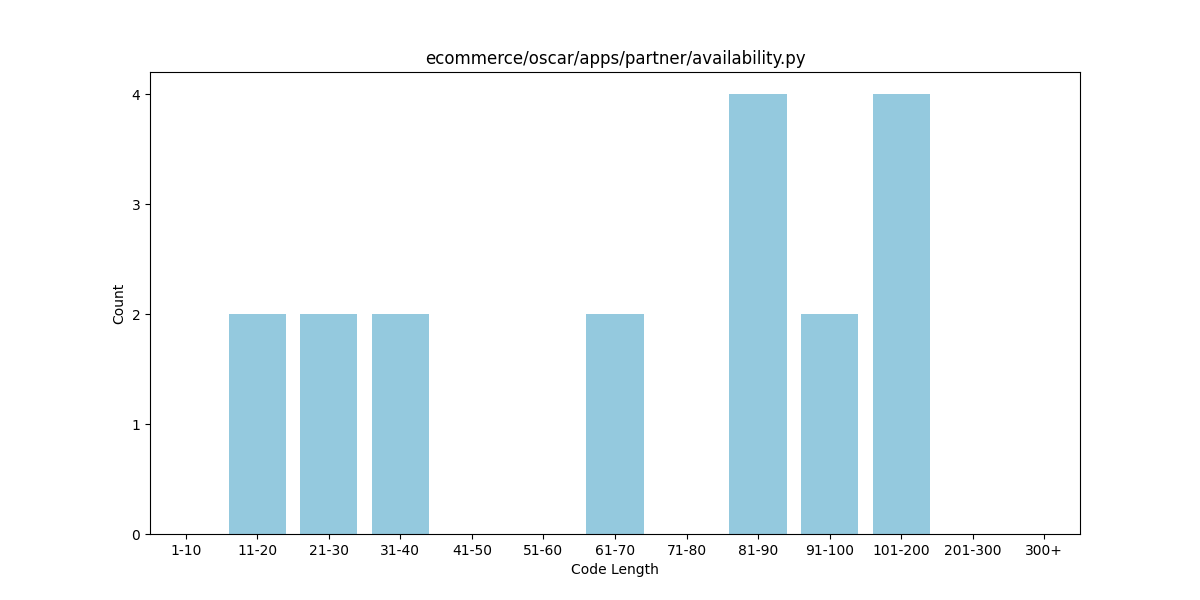 ecommerce/oscar/apps/partner/availability.py
Count
4
3
2
1
0
1-10 11-20 21-30 31-40 41-50 51-60 61-70 71-80 81-90 91-100 101-200 201-300 300+
Code Length